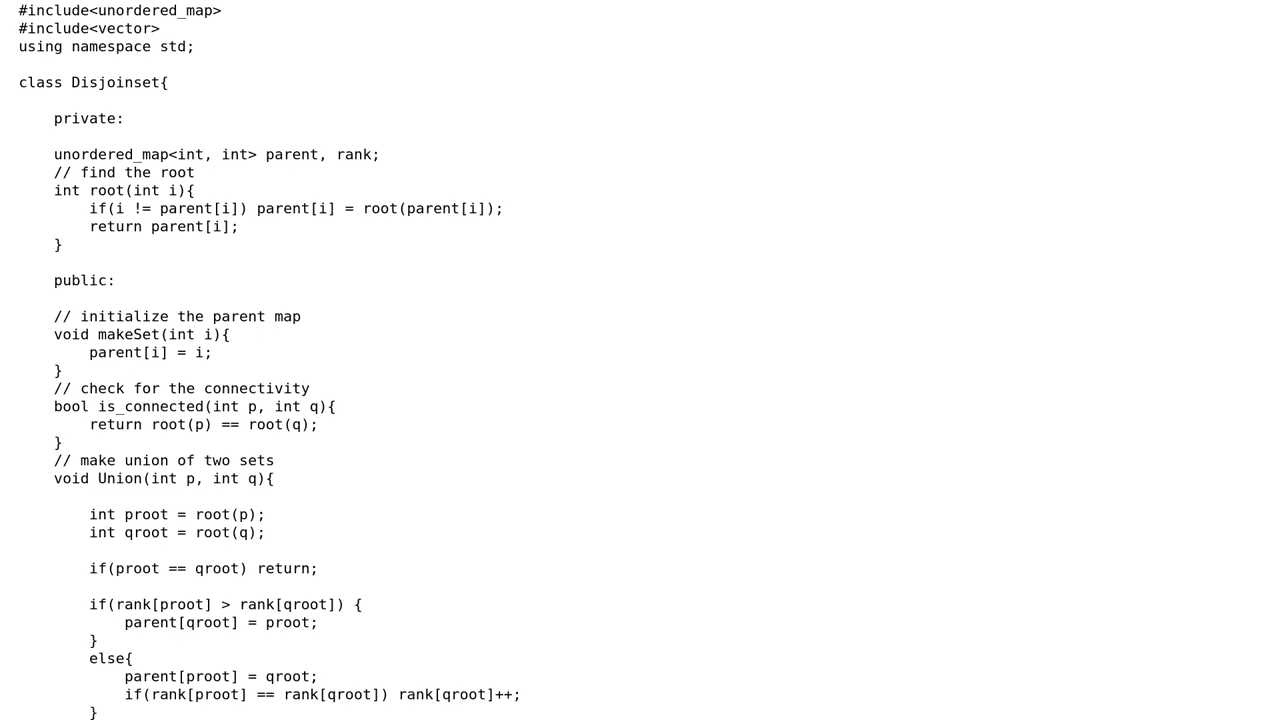 #include<unordered_map>
#include<vector>
using namespace std;

class Disjoinset{

    private:

    unordered_map<int, int> parent, rank;
    // find the root
    int root(int i){
        if(i != parent[i]) parent[i] = root(parent[i]);
        return parent[i];
    }

    public:

    // initialize the parent map
    void makeSet(int i){
        parent[i] = i;
    }
    // check for the connectivity
    bool is_connected(int p, int q){
        return root(p) == root(q);
    }
    // make union of two sets
    void Union(int p, int q){

        int proot = root(p);
        int qroot = root(q);

        if(proot == qroot) return;

        if(rank[proot] > rank[qroot]) {
            parent[qroot] = proot;
        }
        else{
            parent[proot] = qroot;
            if(rank[proot] == rank[qroot]) rank[qroot]++;
        }